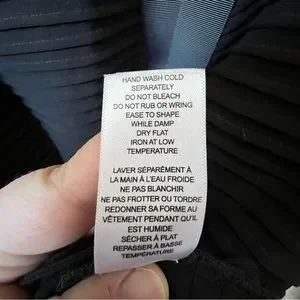 HAND WASH COLD
SEPARATELY
DO NOT BLEACH
DO NOT RUB OR WRING
EASE TO SHAPE
WHILE DAMP
DRY FLAT
IRON AT LOW
TEMPERATURE
LAVER SÉPARÉMENT À
LA MAIN À L'EAU FROIDE
NE PAS BLANCHIR
NE PAS FROTTER OU TORDRE
REDONNER SA FORME AU
VÊTEMENT PENDANT QU'IL
EST HUMIDE
SÉCHER À PLAT
REPASSER À BASSE
TEMPÉRATURE